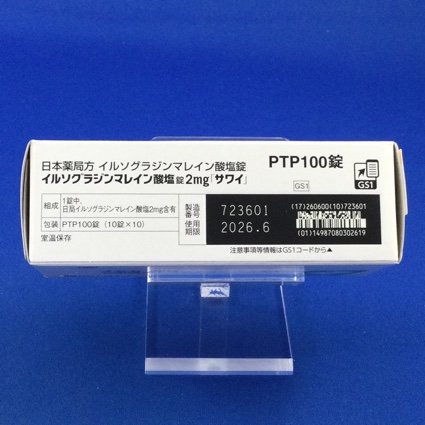 日本薬局方 イルソグラジンマレイン酸塩錠
イルソグラジンマレイン酸塩錠2mg「サワイ」
PTP100錠
GS1
GS1
組成 1錠中、
日局イルソグラジンマレイン酸塩2mg含有
包装 PTP100錠(10錠×10)
室温保存
製造番号 723601
使用期限 2026.6
(17)260600(10)723601
(01)14987080302619
注意事項等情報はGS1コードから▲